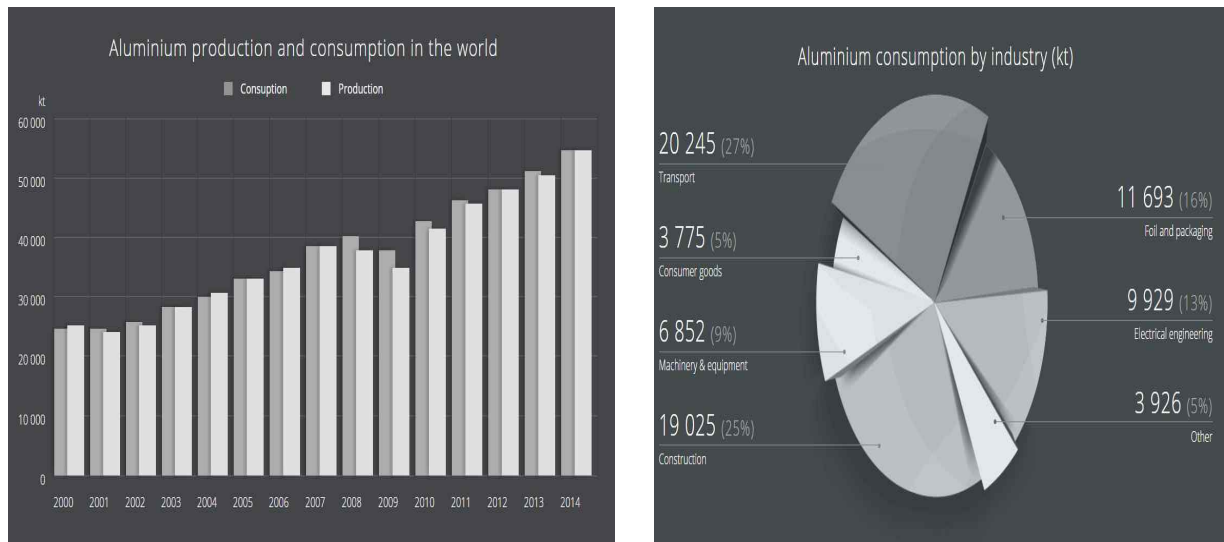 Aluminium production and consumption in the world
Consuption
Production
kt
60 000
50 000
40 000
30 000
20 000
10 000
0
2000 2001 2002 2003 2004 2005 2006 2007 2008 2009 2010 2011 2012 2013 2014
Aluminium consumption by industry (kt)
20 245 (27%)
Transport
3 775 (5%)
Consumer goods
6 852 (9%)
Machinery & equipment
19 025 (25%)
Construction
11 693 (16%)
Foil and packaging
9 929 (13%)
Electrical engineering
3 926 (5%)
Other